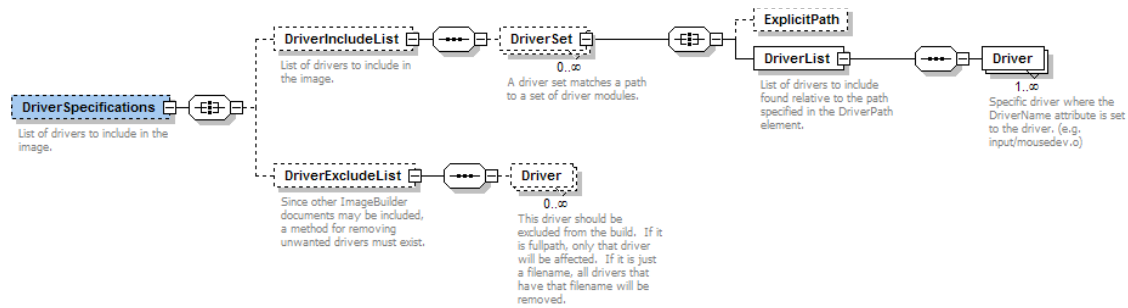 ExplicitPath
DriverIncludeList
DriverSet
List of drivers to include in
the image.
0..∞
A driver set matches a path
to a set of driver modules.
DriverList
Driver
List of drivers to include
found relative to the path
specified in the DriverPath
element.
1..∞
Specific driver where the
DriverName attribute is set
to the driver. (e.g.
input/mousedev.o)
DriverSpecifications
List of drivers to include in the
image.
DriverExcludeList
Driver
Since other ImageBuilder
documents may be included,
a method for removing
unwanted drivers must exist.
0..∞
This driver should be
excluded from the build.  If it
is fullpath, only that driver
will be affected.  If it is just
a filename, all drivers that
have that filename will be
removed.